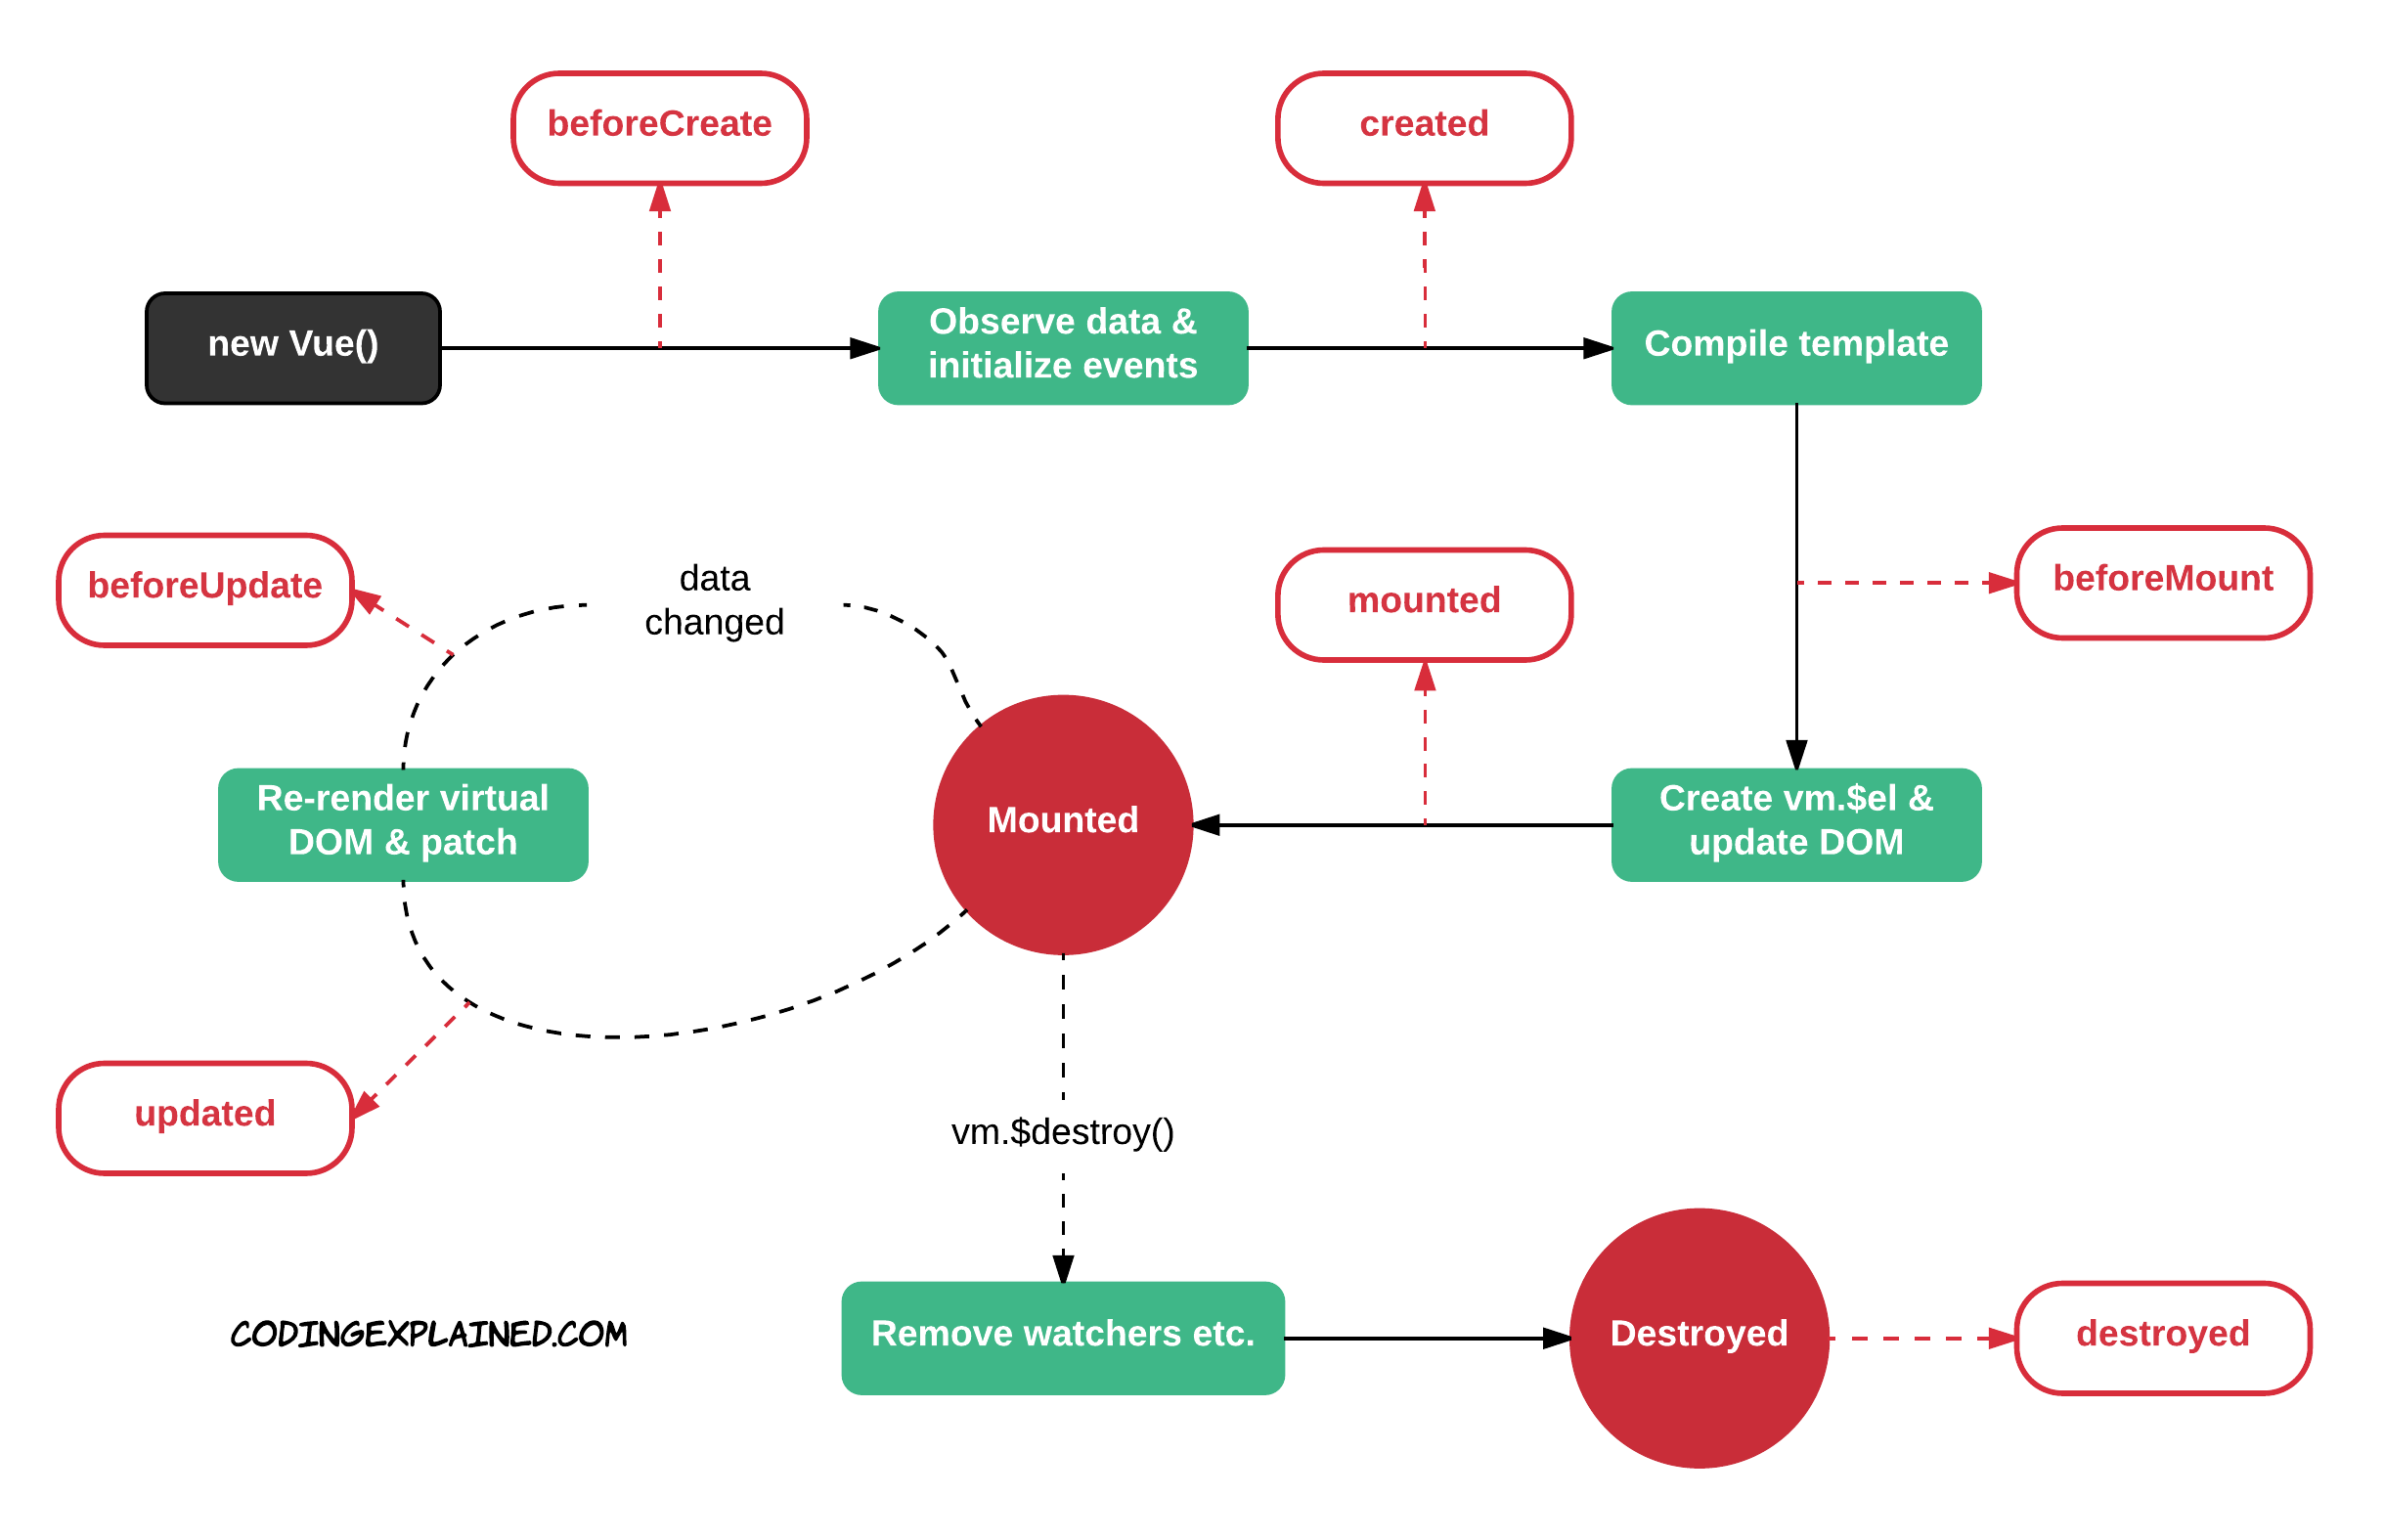 beforeCreate
created
new Vue()
Observe data &
initialize events
Compile template
beforeUpdate
data
changed
mounted
beforeMount
Re-render virtual
DOM & patch
Mounted
Create vm.$el &
update DOM
updated
vm.$destroy()
CODINGEXPLAINED.COM
Remove watchers etc.
Destroyed
destroyed